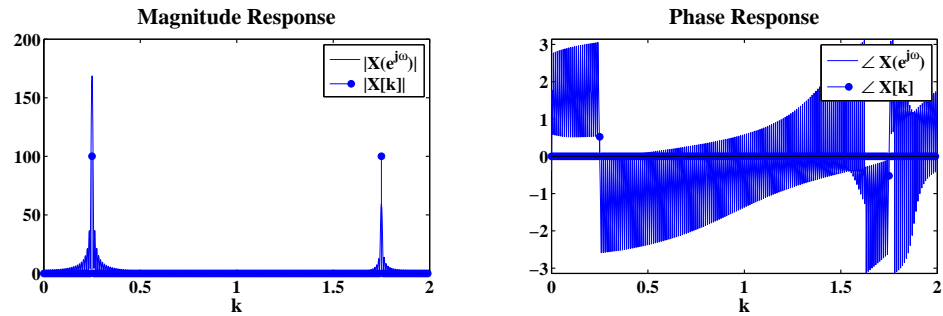 Magnitude Response
200
150
100
50
0
0
0.5
1
1.5
2
k
|X(e^{jω})|
|X[k]|
Phase Response
3
2
1
0
−1
−2
−3
0
0.5
1
1.5
2
k
∠ X(e^{jω})
∠ X[k]